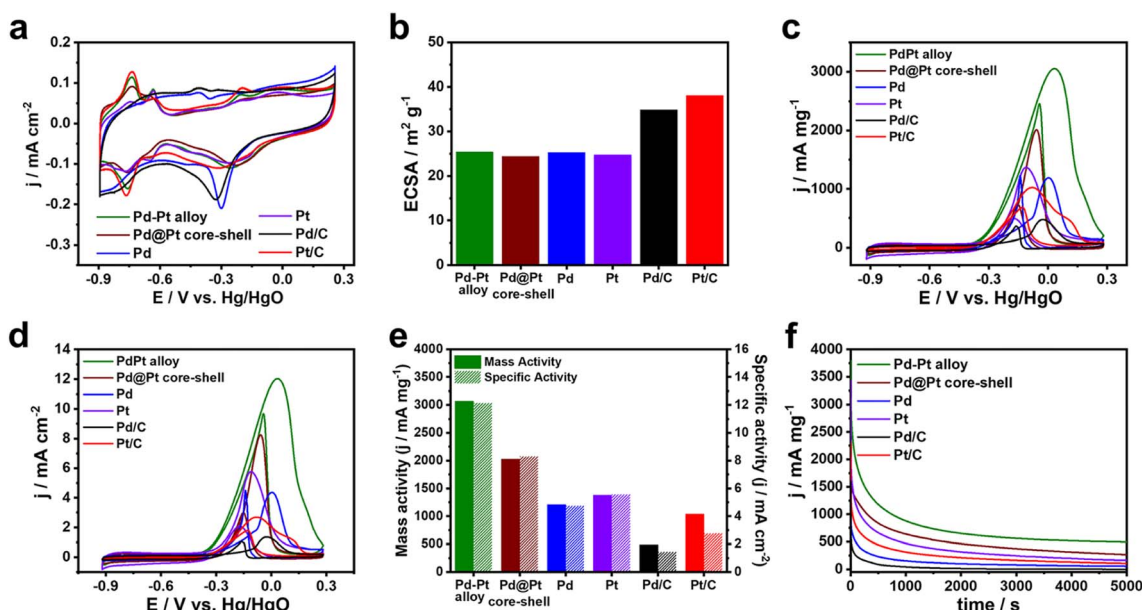 a
0.2
0.1
0.0
-0.1
-0.2
-0.3
j / mA cm⁻²
Pd-Pt alloy
Pd@Pt core-shell
Pd
Pt
Pd/C
Pt/C
-0.9 -0.6 -0.3 0.0 0.3
E / V vs. Hg/HgO
b
50
40
30
20
10
0
ECSA / m² g⁻¹
Pd-Pt alloy
Pd@Pt core-shell
Pd
Pt
Pd/C
Pt/C
c
PdPt alloy
Pd@Pt core-shell
Pd
Pt
Pd/C
Pt/C
3000
2000
1000
0
j / mA mg⁻¹
-0.9 -0.6 -0.3 0.0 0.3
E / V vs. Hg/HgO
d
14
12
10
8
6
4
2
0
j / mA cm⁻²
PdPt alloy
Pd@Pt core-shell
Pd
Pt
Pd/C
Pt/C
-0.9 -0.6 -0.3 0.0 0.3
E / V vs. Hg/HgO
e
4000
3500
3000
2500
2000
1500
1000
500
0
Mass activity (j / mA mg⁻¹)
Mass Activity
Specific Activity
16
14
12
10
8
6
4
2
0
Specific activity (j / mA cm⁻²)
Pd-Pt alloy
Pd@Pt core-shell
Pd
Pt
Pd/C
Pt/C
f
4000
3500
3000
2500
2000
1500
1000
500
0
j / mA mg⁻¹
Pd-Pt alloy
Pd@Pt core-shell
Pd
Pt
Pd/C
Pt/C
0 1000 2000 3000 4000 5000
time / s